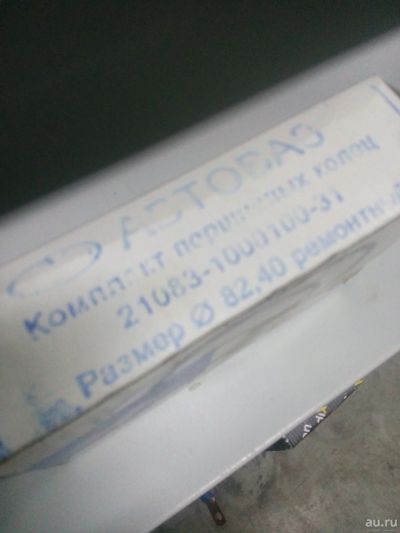 АВТОВАЗ
Комплект поршневых колец
21083-1000100-31
Размер Ø 82,40 ремонтный
au.ru